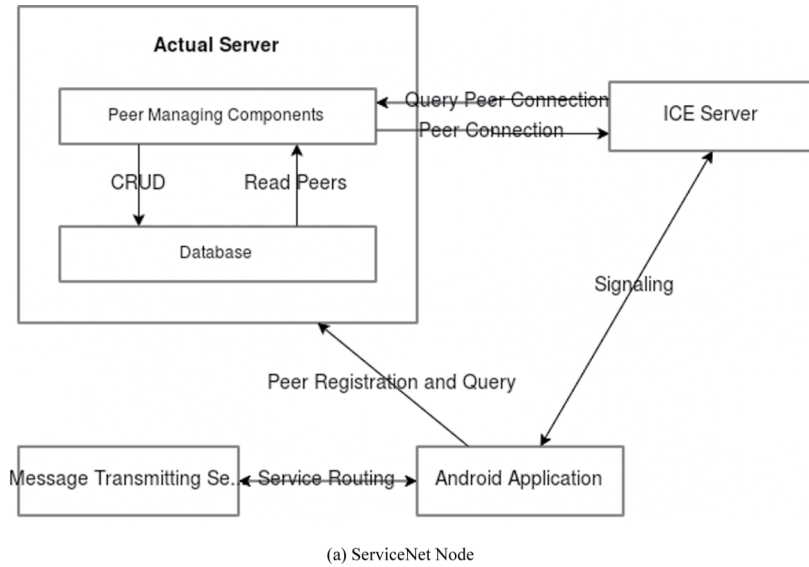 Actual Server
Peer Managing Components
Query Peer Connection
Peer Connection
ICE Server
CRUD
Read Peers
Database
Signaling
Peer Registration and Query
Message Transmitting Se...
Service Routing
Android Application
(a) ServiceNet Node